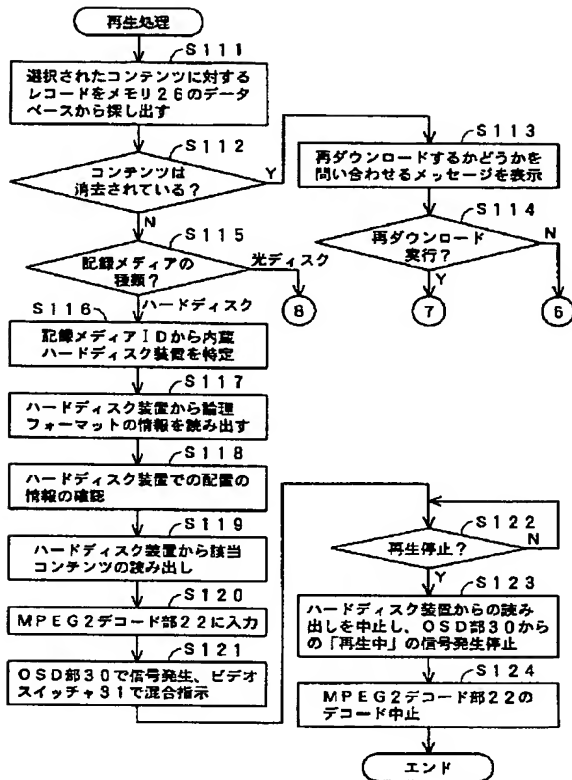 再生処理
S111
選択されたコンテンツに対する
レコードをメモリ26のデータ
ベースから探し出す
S112
コンテンツは
消去されている?
Y
N
S113
再ダウンロードするかどうかを
問い合わせるメッセージを表示
S114
再ダウンロード
実行?
N
Y
7
6
S115
記録メディアの
種類?
光ディスク
8
ハードディスク
S116
記録メディアIDから内蔵
ハードディスク装置を特定
S117
ハードディスク装置から論理
フォーマットの情報を読み出す
S118
ハードディスク装置での配置の
情報の確認
S119
ハードディスク装置から該当
コンテンツの読み出し
S120
MPEG2デコード部22に入力
S121
OSD部30で信号発生、ビデオ
スイッチャ31で混合指示
S122
再生停止?
N
Y
S123
ハードディスク装置からの読み
出しを中止し、OSD部30から
の「再生中」の信号発生停止
S124
MPEG2デコード部22の
デコード中止
エンド